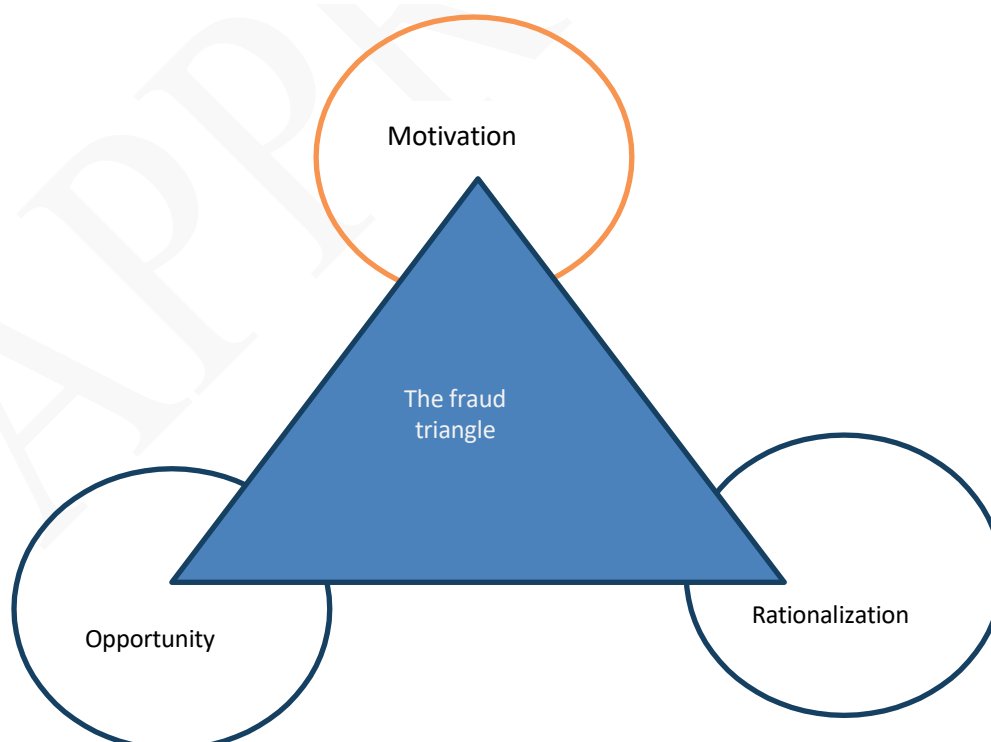 Motivation
The fraud
triangle
Opportunity
Rationalization